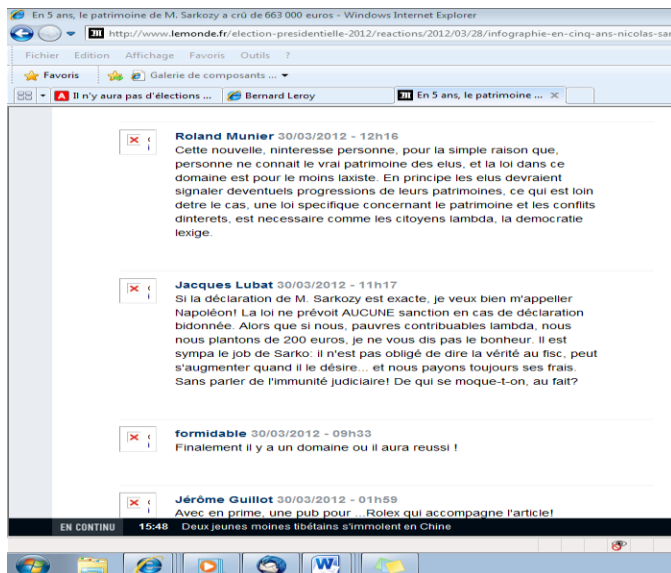 En 5 ans, le patrimoine de M. Sarkozy a crû de 663 000 euros - Windows Internet Explorer
http://www.lemonde.fr/election-presidentielle-2012/reactions/2012/03/28/infographie-en-cinq-ans-nicolas-sar
Fichier Edition Affichage Favoris Outils ?
Favoris Galerie de composants ...
Il n'y aura pas d'élections ... Bernard Leroy En 5 ans, le patrimoine ...
Roland Munier 30/03/2012 - 12h16
Cette nouvelle, ninteresse personne, pour la simple raison que,
personne ne connait le vrai patrimoine des elus, et la loi dans ce
domaine est pour le moins laxiste. En principe les elus devraient
signaler deventuels progressions de leurs patrimoines, ce qui est loin
detre le cas, une loi specifique concernant le patrimoine et les conflits
dinterets, est necessaire comme les citoyens lambda, la democratie
lexige.
Jacques Lubat 30/03/2012 - 11h17
Si la déclaration de M. Sarkozy est exacte, je veux bien m'appeller
Napoléon! La loi ne prévoit AUCUNE sanction en cas de déclaration
bidonnée. Alors que si nous, pauvres contribuables lambda, nous
nous plantons de 200 euros, je ne vous dis pas le bonheur. Il est
sympa le job de Sarko: il n'est pas obligé de dire la vérité au fisc, peut
s'augmenter quand il le désire... et nous payons toujours ses frais.
Sans parler de l'immunité judiciaire! De qui se moque-t-on, au fait?
formidable 30/03/2012 - 09h33
Finalement il y a un domaine ou il aura reussi !
Jérôme Guillot 30/03/2012 - 01h59
Avec en prime, une pub pour ...Rolex qui accompagne l'article!
EN CONTINU 15:48 Deux jeunes moines tibétains s'immolent en Chine